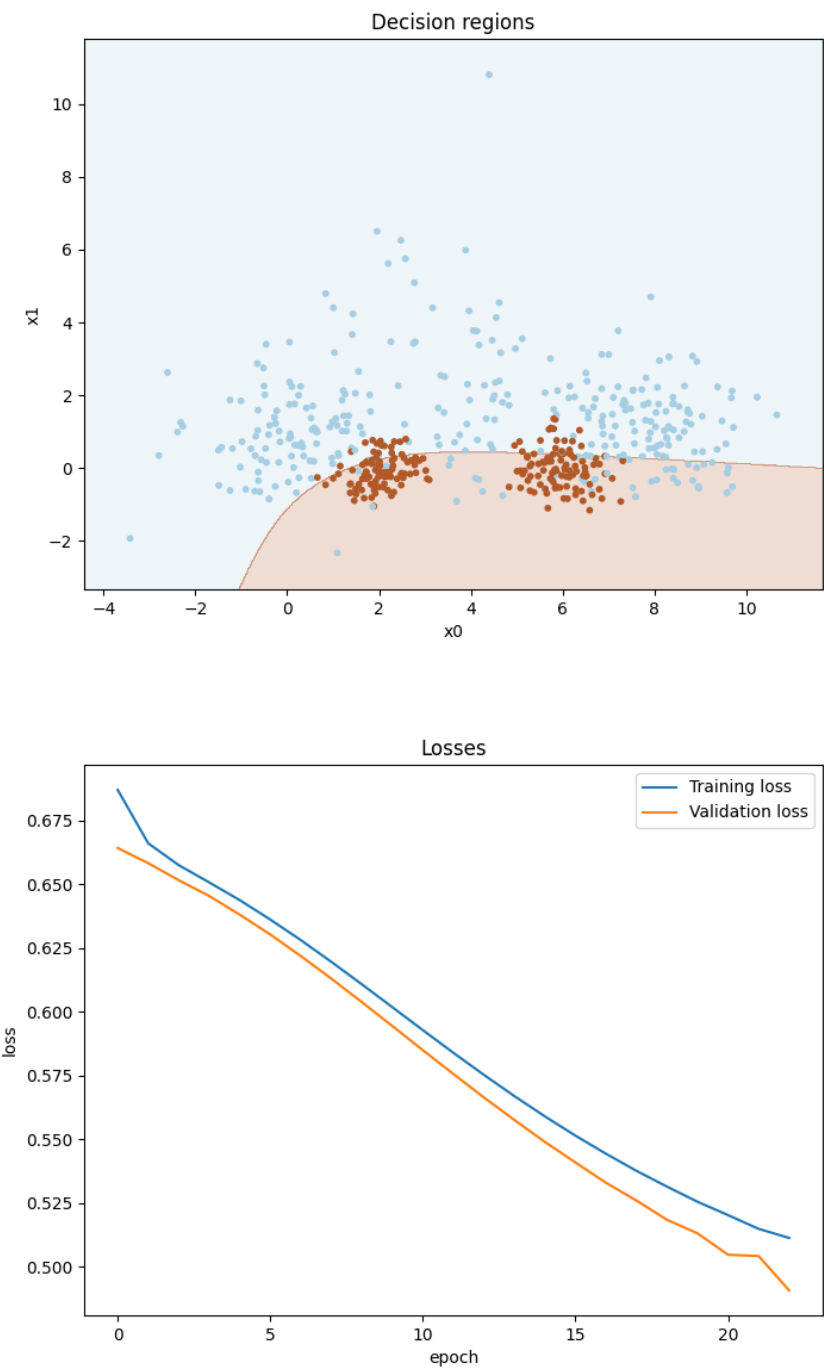 Decision regions
10
8
6
4
2
0
−2
x1
−4 −2 0 2 4 6 8 10
x0
Losses
Training loss
Validation loss
0.675
0.650
0.625
0.600
0.575
0.550
0.525
0.500
loss
0 5 10 15 20
epoch